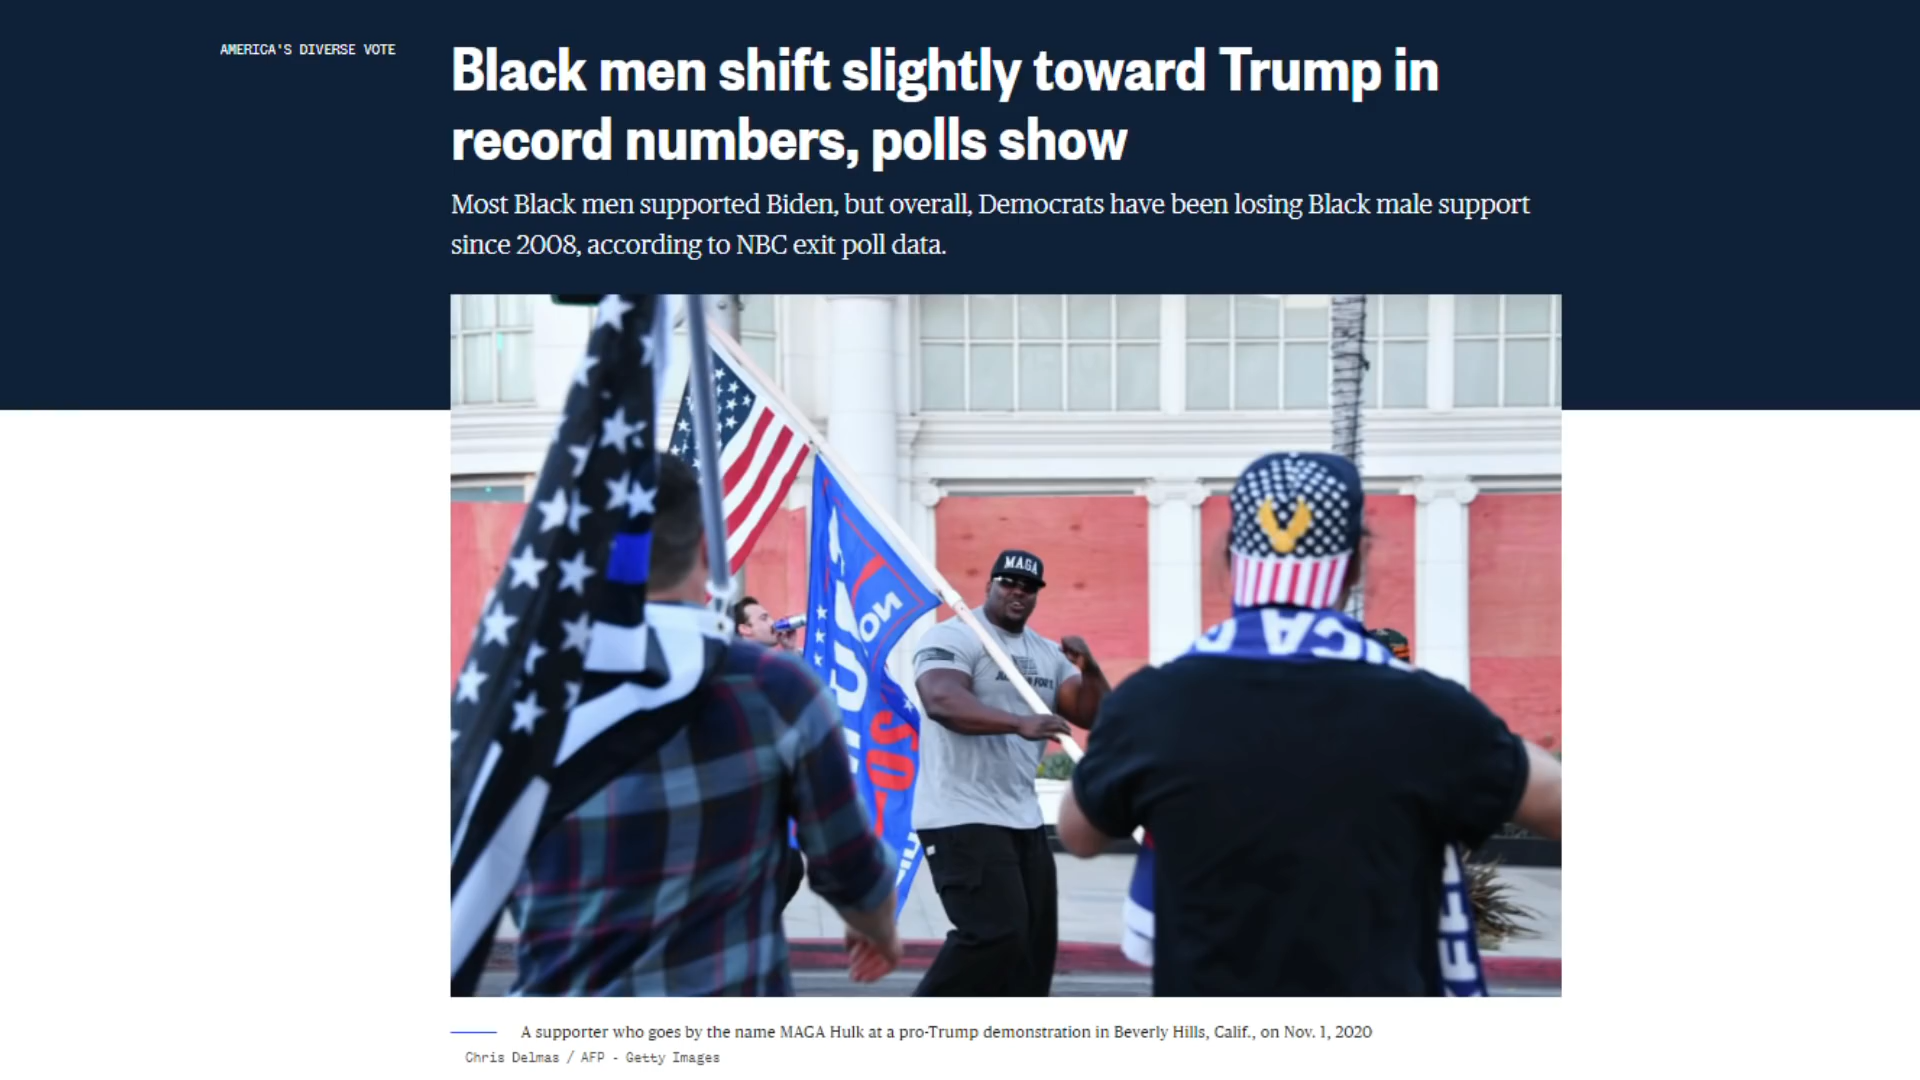 AMERICA'S DIVERSE VOTE
Black men shift slightly toward Trump in
record numbers, polls show
Most Black men supported Biden, but overall, Democrats have been losing Black male support
since 2008, according to NBC exit poll data.
MAGA
20
A supporter who goes by the name MAGA Hulk at a pro-Trump demonstration in Beverly Hills, Calif., on Nov. 1, 2020
Chris Delmas / AFP - Getty Images